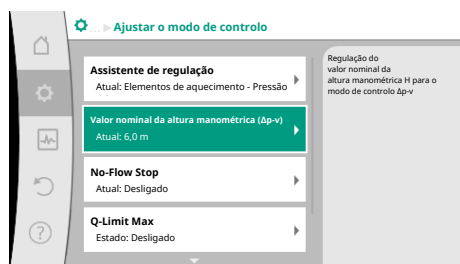 ... Ajustar o modo de controlo
Assistente de regulação
Atual: Elementos de aquecimento - Pressão
Valor nominal da altura manométrica (Δp-v)
Atual: 6,0 m
No-Flow Stop
Atual: Desligado
Q-Limit Max
Estado: Desligado
Regulação do
valor nominal da
altura manométrica H para o
modo de controlo Δp-v